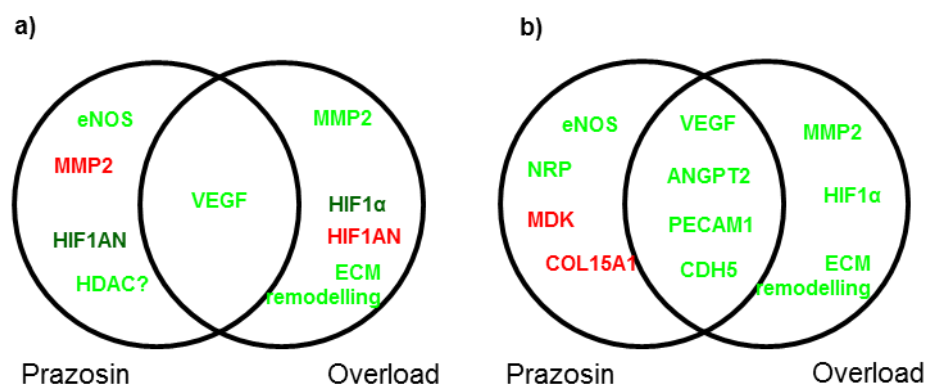 a)
eNOS
MMP2
HIF1AN
HDAC?
VEGF
MMP2
HIF1α
HIF1AN
ECM
remodelling
Prazosin
Overload
b)
eNOS
NRP
MDK
COL15A1
VEGF
ANGPT2
PECAM1
CDH5
MMP2
HIF1α
ECM
remodelling
Prazosin
Overload